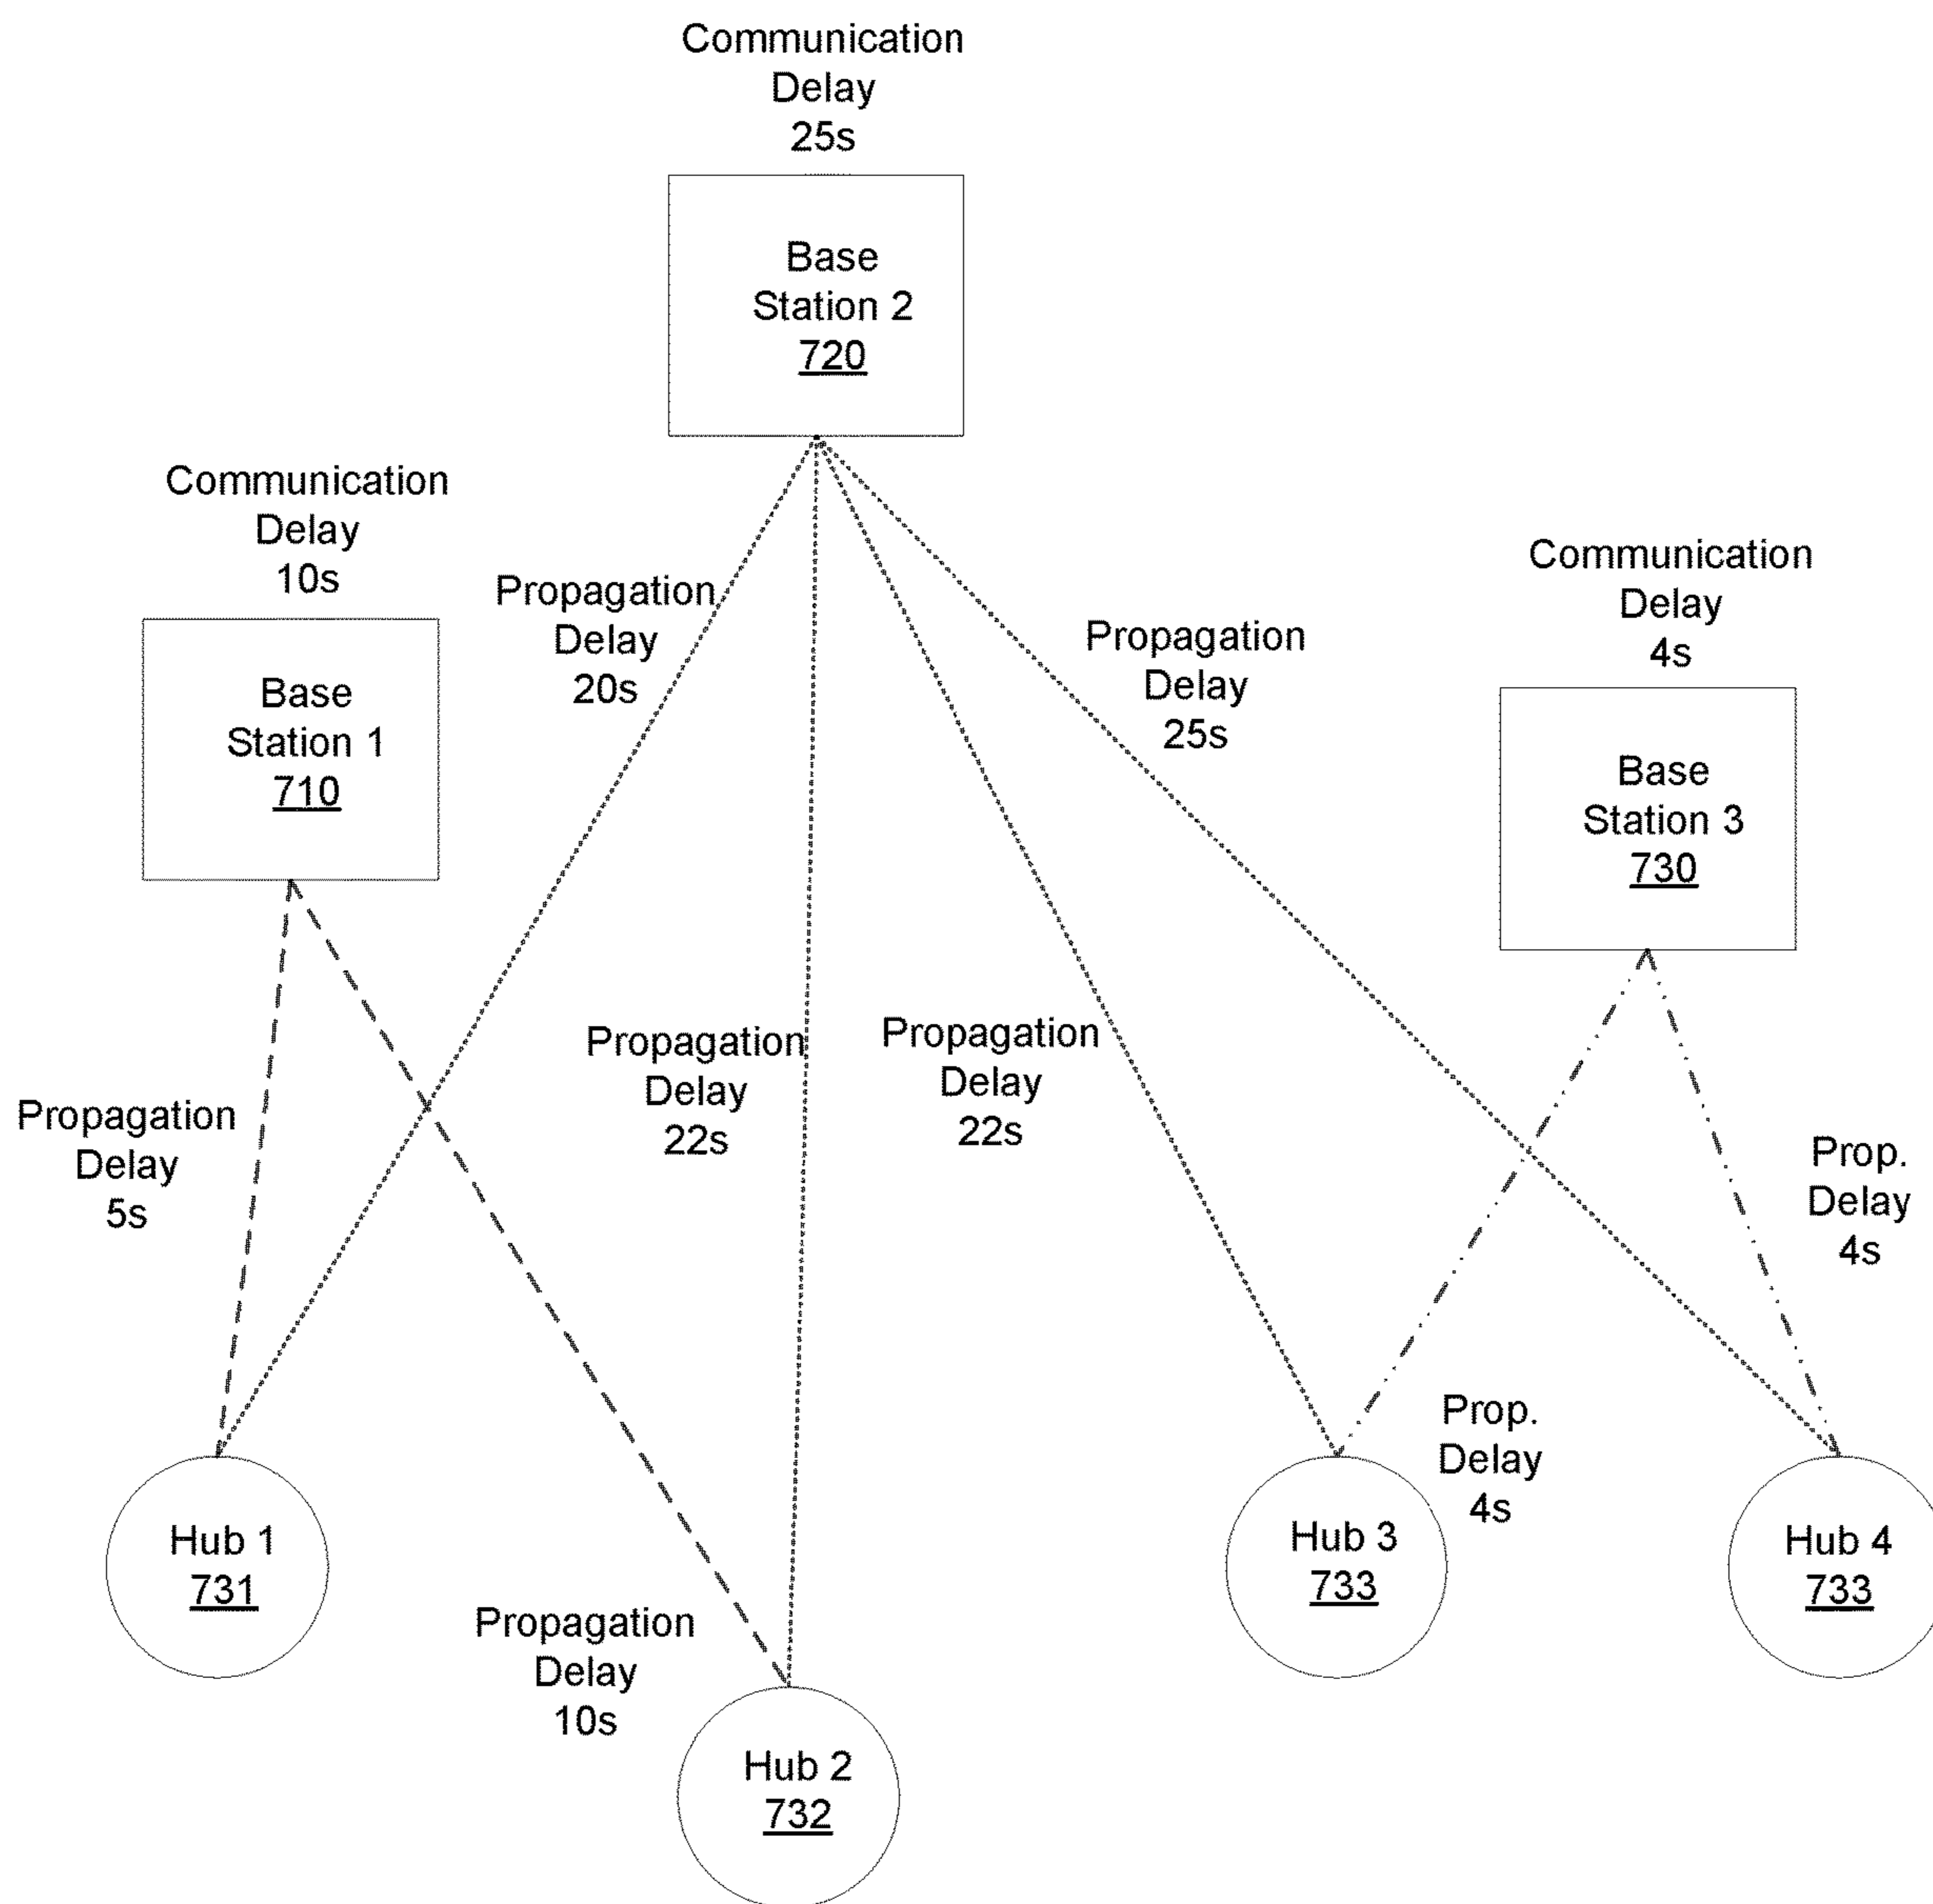 Communication
Delay
25s
Base
Station 2
720
Communication
Delay
10s
Base
Station 1
710
Propagation
Delay
20s
Propagation
Delay
25s
Communication
Delay
4s
Base
Station 3
730
Propagation
Delay
5s
Propagation
Delay
22s
Propagation
Delay
22s
Prop.
Delay
4s
Prop.
Delay
4s
Hub 1
731
Propagation
Delay
10s
Hub 2
732
Hub 3
733
Hub 4
733